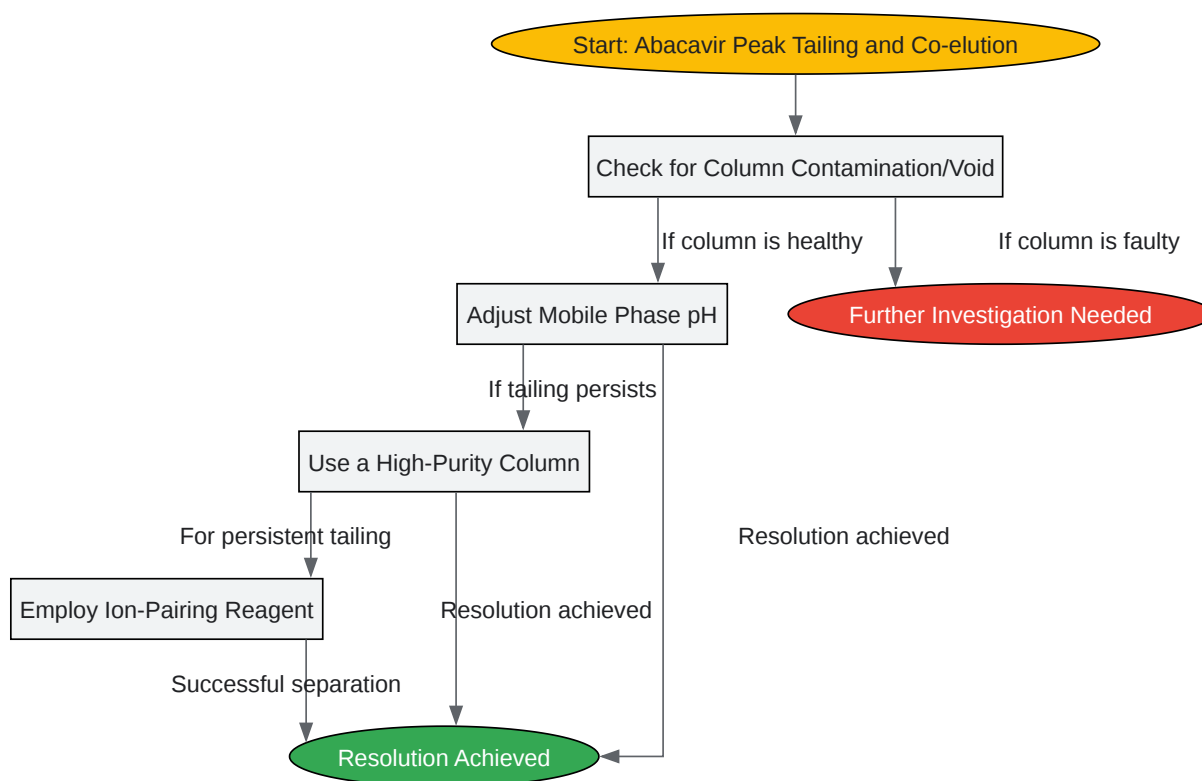 Start: Abacavir Peak Tailing and Co-elution
Check for Column Contamination/Void
If column is healthy
If column is faulty
Adjust Mobile Phase pH
Further Investigation Needed
If tailing persists
Use a High-Purity Column
For persistent tailing
Resolution achieved
Employ Ion-Pairing Reagent
Resolution achieved
Successful separation
Resolution Achieved